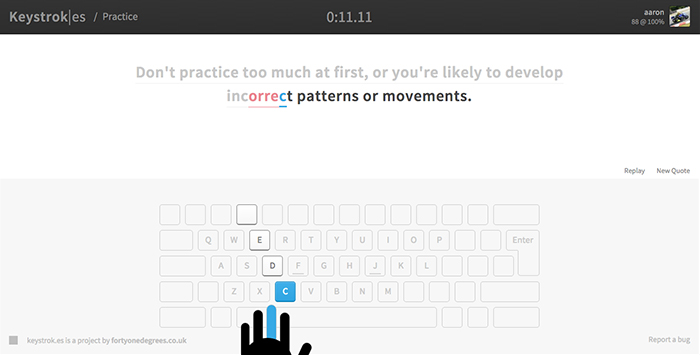 Keystrok|es / Practice
0:11.11
aaron
88 @ 100%
Don't practice too much at first, or you're likely to develop
incorrect patterns or movements.
Replay New Quote
Q W E R T Y U I O P Enter
A S D F G H J K L
Z X C V B N M
keystrok.es is a project by fortyonedegrees.co.uk
Report a bug